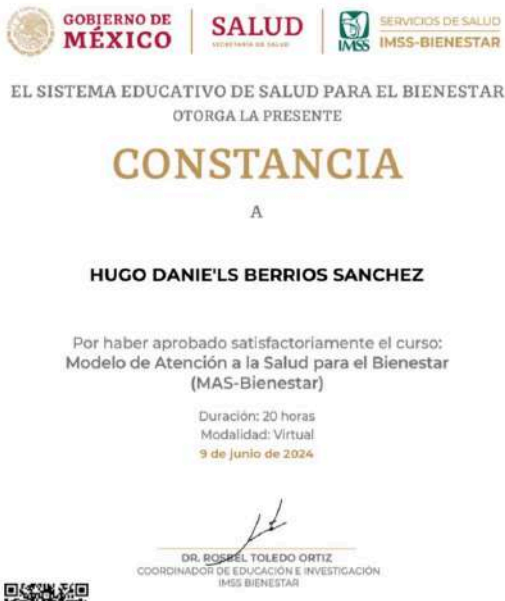 GOBIERNO DE MÉXICO
SALUD
SECRETARÍA DE SALUD
IMSS
SERVICIOS DE SALUD
IMSS-BIENESTAR
EL SISTEMA EDUCATIVO DE SALUD PARA EL BIENESTAR
OTORGA LA PRESENTE
CONSTANCIA
A
HUGO DANIE'LS BERRIOS SANCHEZ
Por haber aprobado satisfactoriamente el curso:
Modelo de Atención a la Salud para el Bienestar
(MAS-Bienestar)
Duración: 20 horas
Modalidad: Virtual
9 de junio de 2024
DR. ROSBEL TOLEDO ORTIZ
COORDINADOR DE EDUCACIÓN E INVESTIGACIÓN
IMSS BIENESTAR